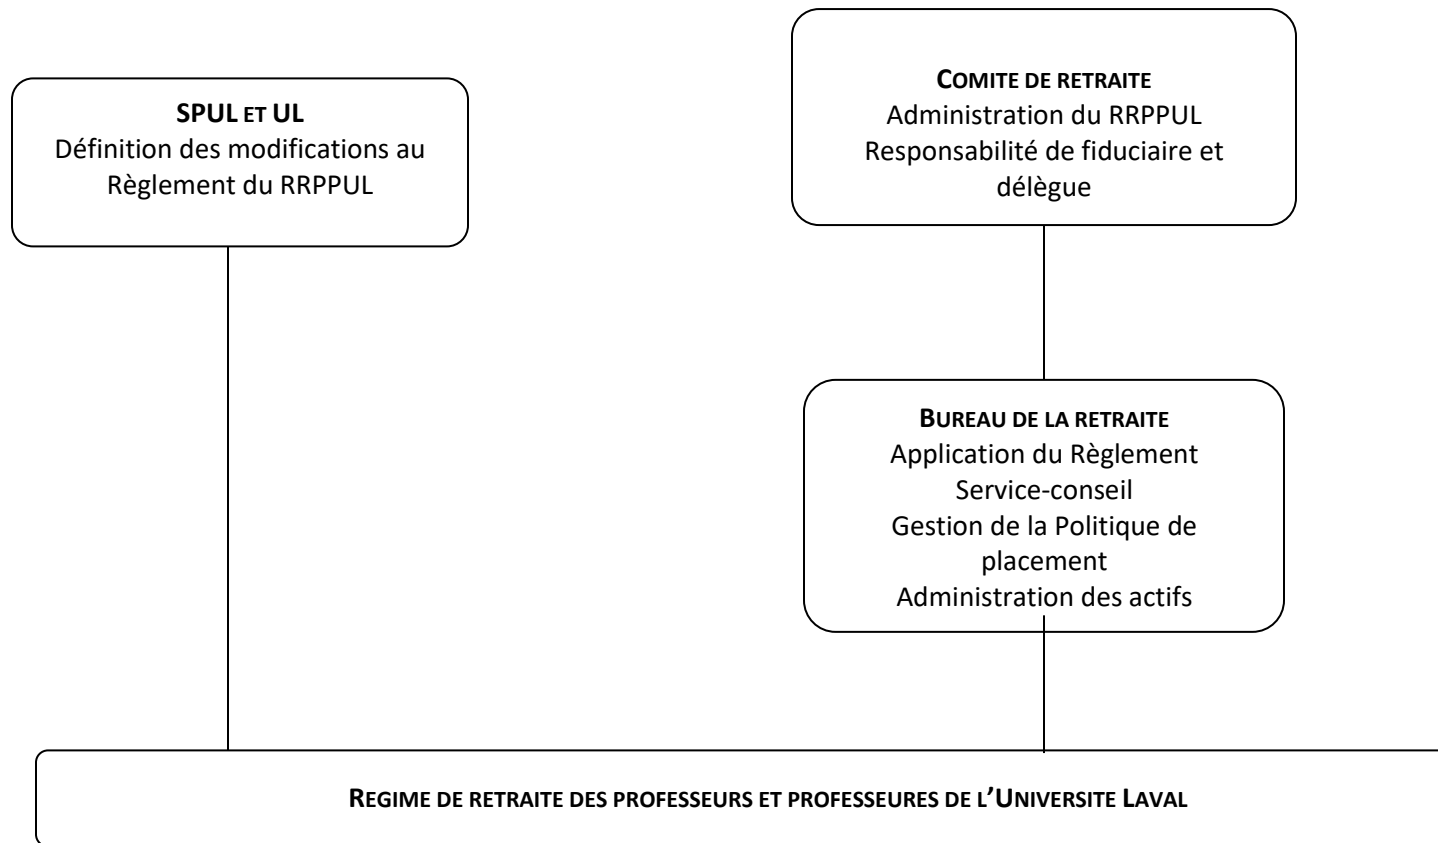 SPUL ET UL
Définition des modifications au
Règlement du RRPPUL
COMITE DE RETRAITE
Administration du RRPPUL
Responsabilité de fiduciaire et
délègue
BUREAU DE LA RETRAITE
Application du Règlement
Service-conseil
Gestion de la Politique de
placement
Administration des actifs
REGIME DE RETRAITE DES PROFESSEURS ET PROFESSEURES DE L'UNIVERSITE LAVAL